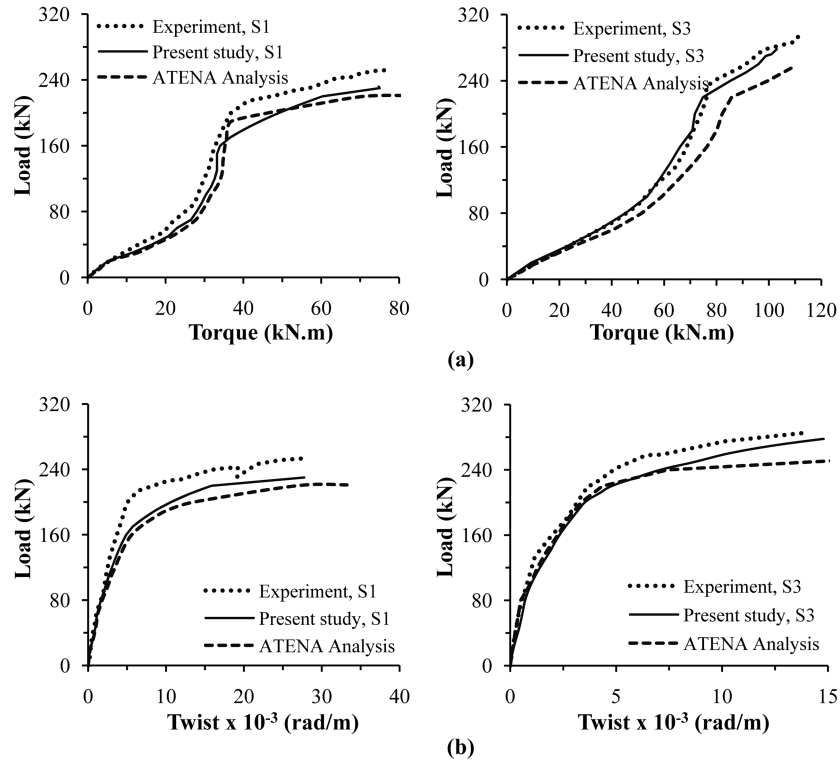 Experiment, S1
Present study, S1
ATENA Analysis
Load (kN)
320
240
160
80
0
0 20 40 60 80
Torque (kN.m)
Experiment, S3
Present study, S3
ATENA Analysis
Load (kN)
320
240
160
80
0
0 20 40 60 80 100 120
Torque (kN.m)
(a)
Load (kN)
320
240
160
80
0
Experiment, S1
Present study, S1
ATENA Analysis
0 10 20 30 40
Twist x 10⁻³ (rad/m)
Load (kN)
320
240
160
80
0
Experiment, S3
Present study, S3
ATENA Analysis
0 5 10 15
Twist x 10⁻³ (rad/m)
(b)